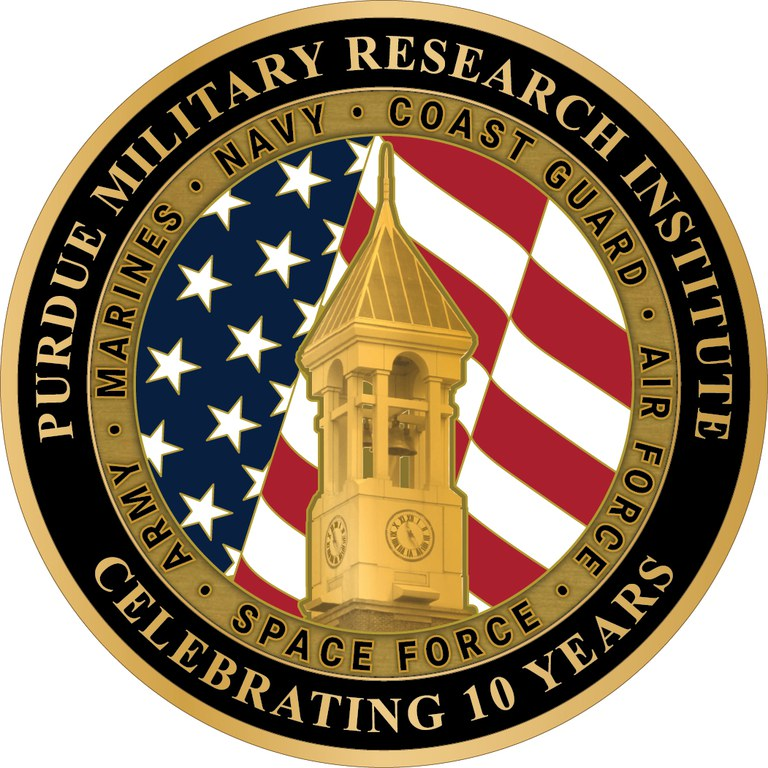 PURDUE MILITARY RESEARCH INSTITUTE
CELEBRATING 10 YEARS
ARMY • MARINES • NAVY • COAST GUARD • AIR FORCE • SPACE FORCE •